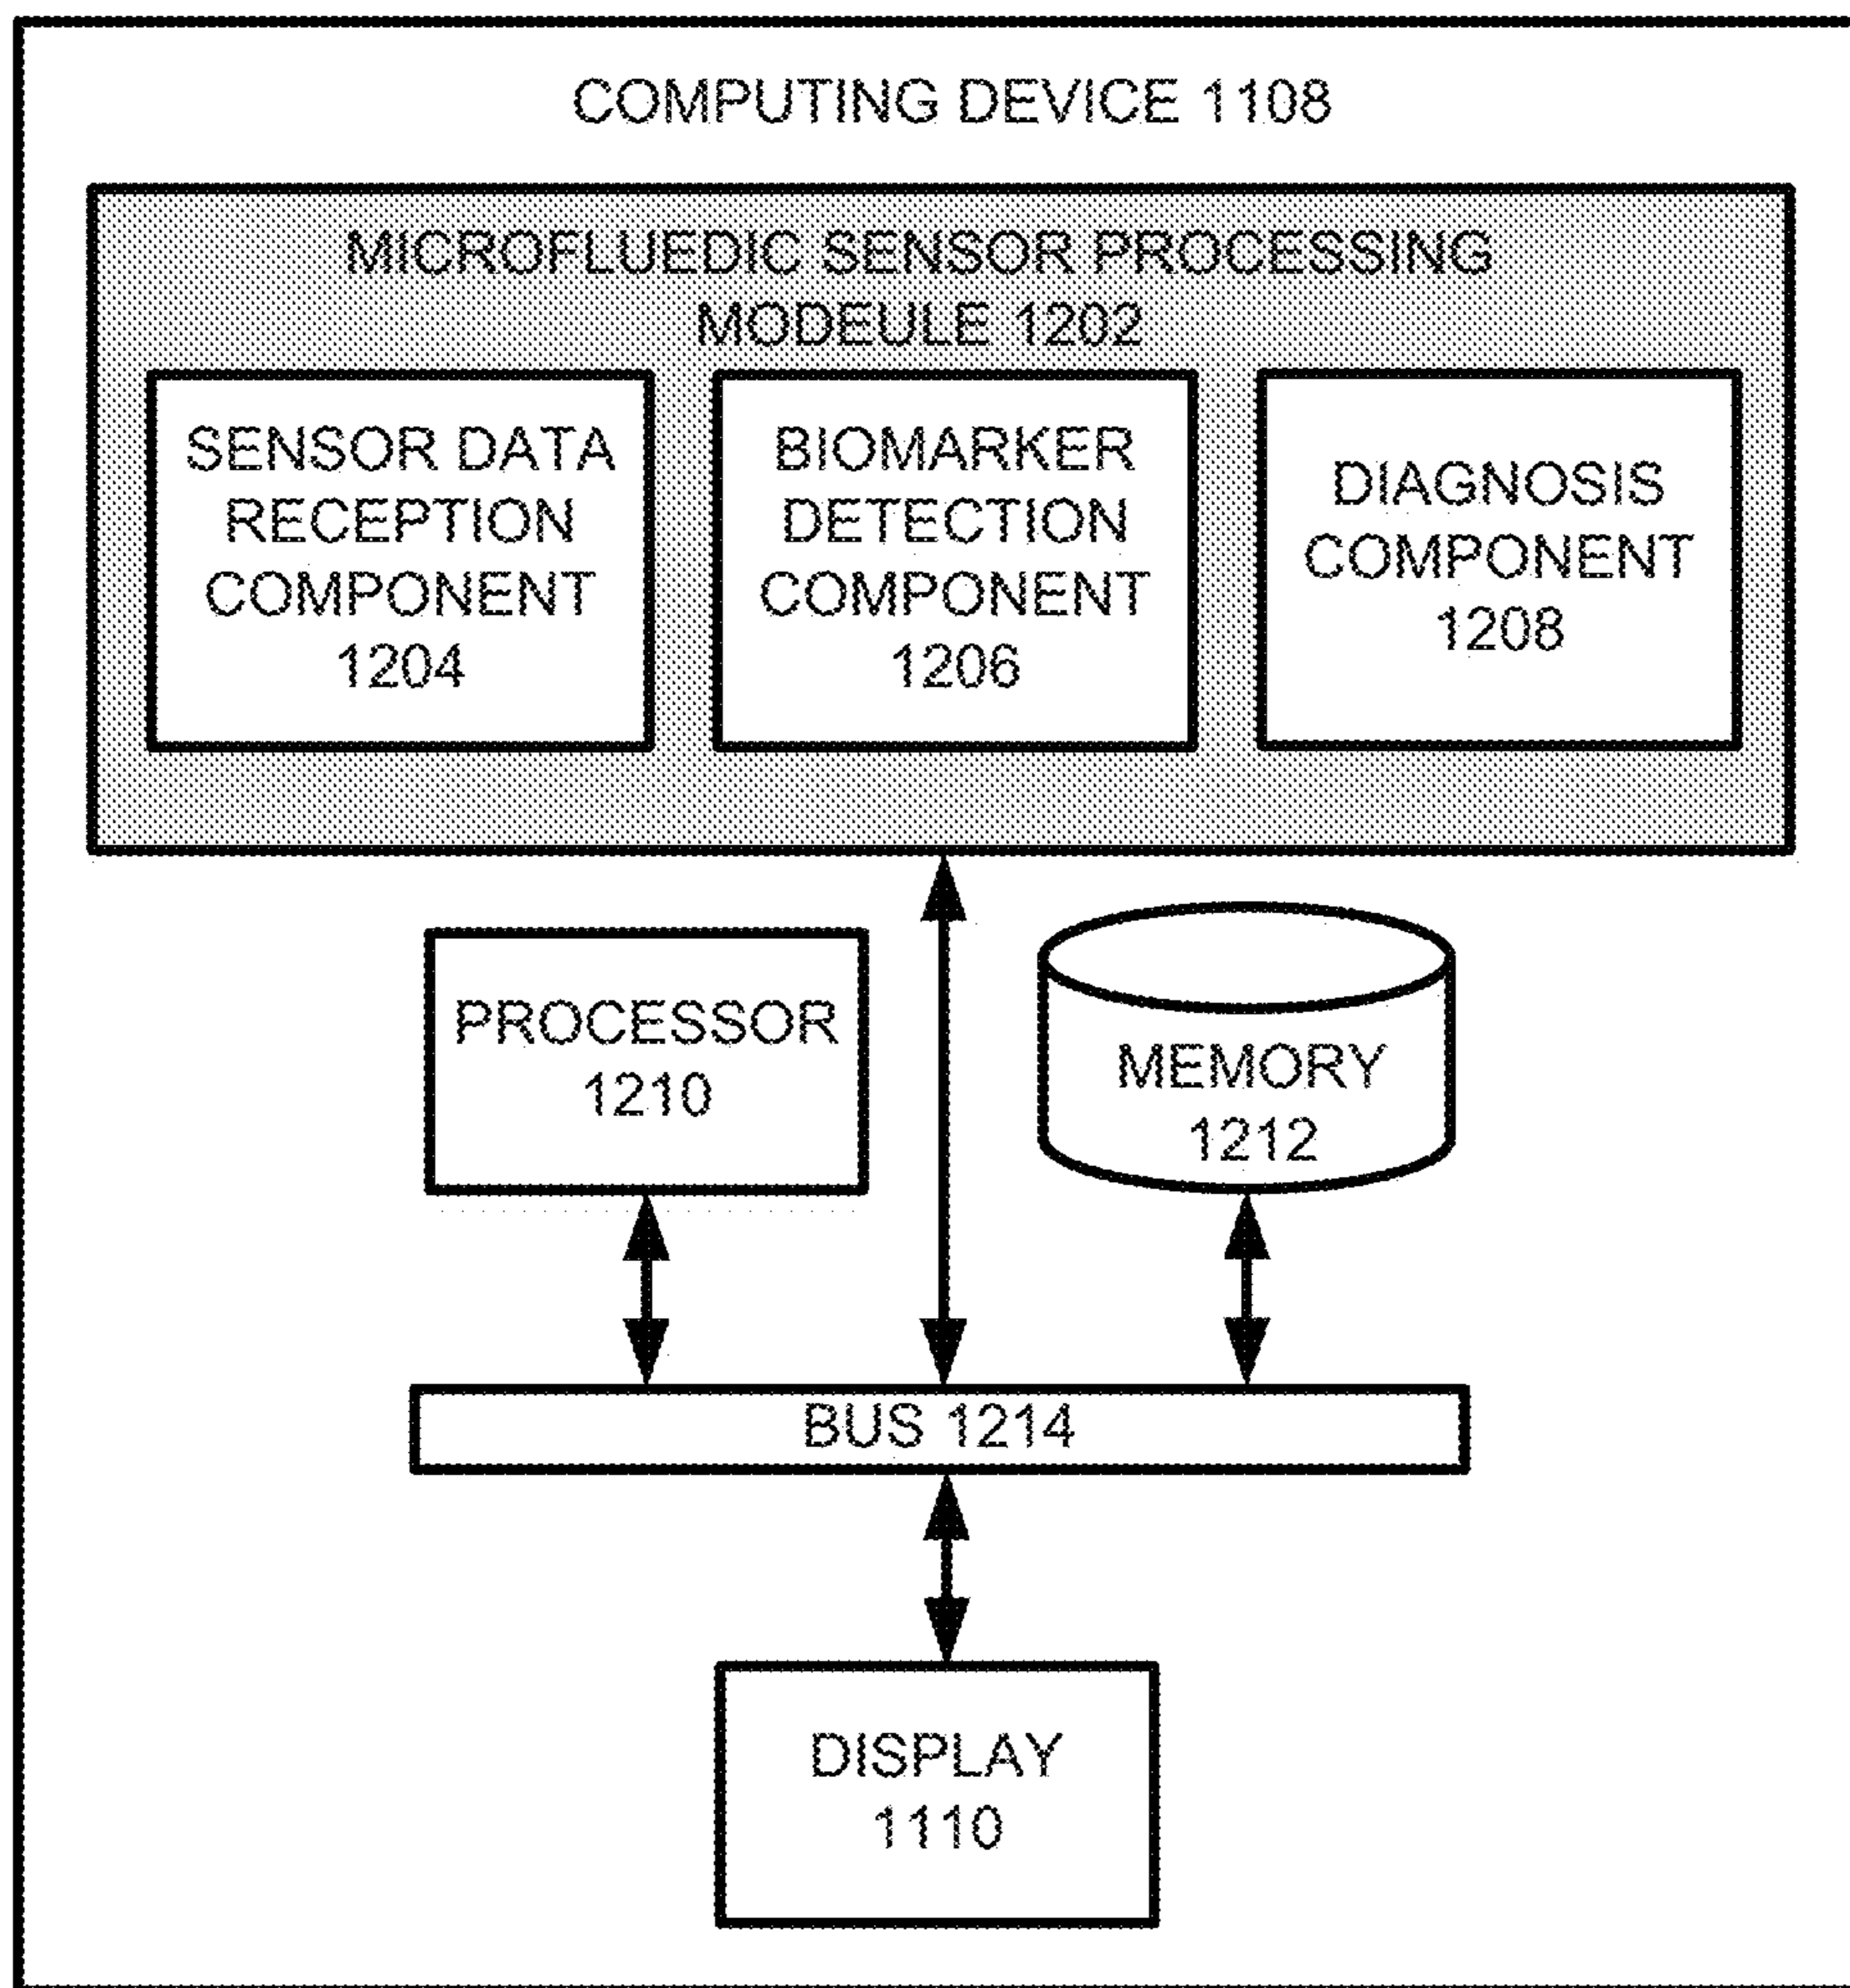 COMPUTING DEVICE 1108
MICROFLUEDIC SENSOR PROCESSING
MODEULE 1202
SENSOR DATA
RECEPTION
COMPONENT
1204
BIOMARKER
DETECTION
COMPONENT
1206
DIAGNOSIS
COMPONENT
1208
PROCESSOR
1210
MEMORY
1212
BUS 1214
DISPLAY
1110